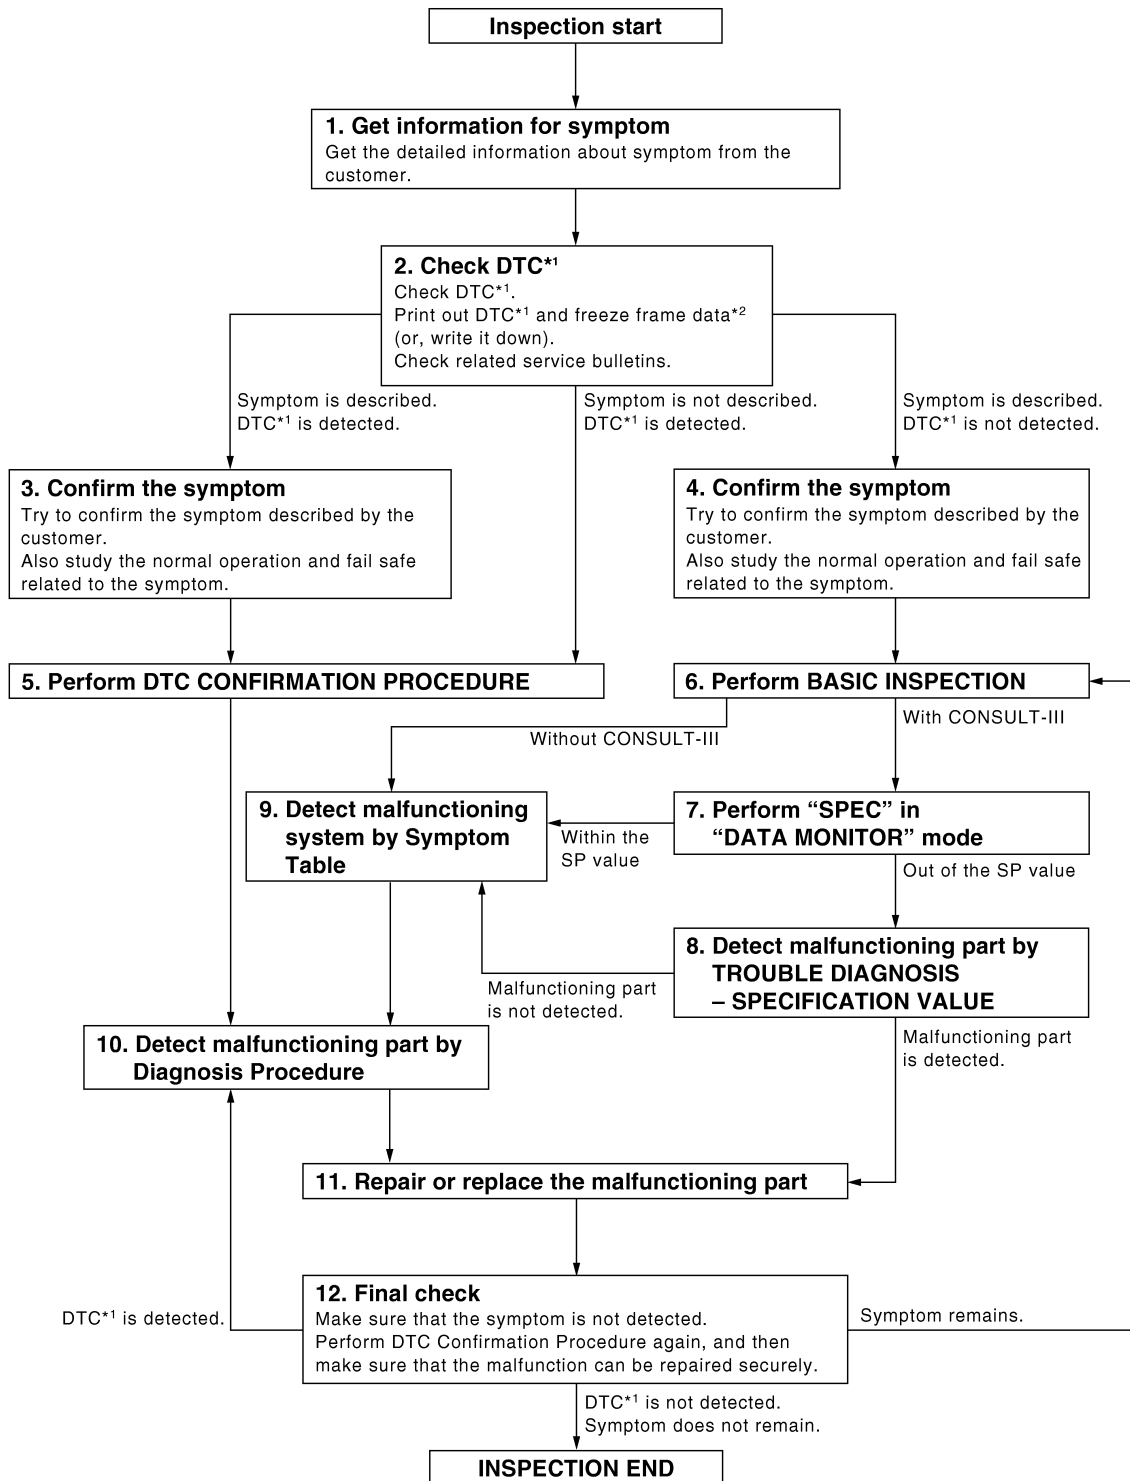 Inspection start
1. Get information for symptom
Get the detailed information about symptom from the
customer.
2. Check DTC*1
Check DTC*1.
Print out DTC*1 and freeze frame data*2
(or, write it down).
Check related service bulletins.
Symptom is described.
DTC*1 is detected.
Symptom is not described.
DTC*1 is detected.
Symptom is described.
DTC*1 is not detected.
3. Confirm the symptom
Try to confirm the symptom described by the
customer.
Also study the normal operation and fail safe
related to the symptom.
4. Confirm the symptom
Try to confirm the symptom described by the
customer.
Also study the normal operation and fail safe
related to the symptom.
5. Perform DTC CONFIRMATION PROCEDURE
6. Perform BASIC INSPECTION
Without CONSULT-III
With CONSULT-III
9. Detect malfunctioning
system by Symptom
Table
Within the
SP value
7. Perform “SPEC” in
“DATA MONITOR” mode
Out of the SP value
8. Detect malfunctioning part by
TROUBLE DIAGNOSIS
– SPECIFICATION VALUE
Malfunctioning part
is not detected.
Malfunctioning part
is detected.
10. Detect malfunctioning part by
Diagnosis Procedure
11. Repair or replace the malfunctioning part
12. Final check
Make sure that the symptom is not detected.
Perform DTC Confirmation Procedure again, and then
make sure that the malfunction can be repaired securely.
DTC*1 is detected.
Symptom remains.
DTC*1 is not detected.
Symptom does not remain.
INSPECTION END